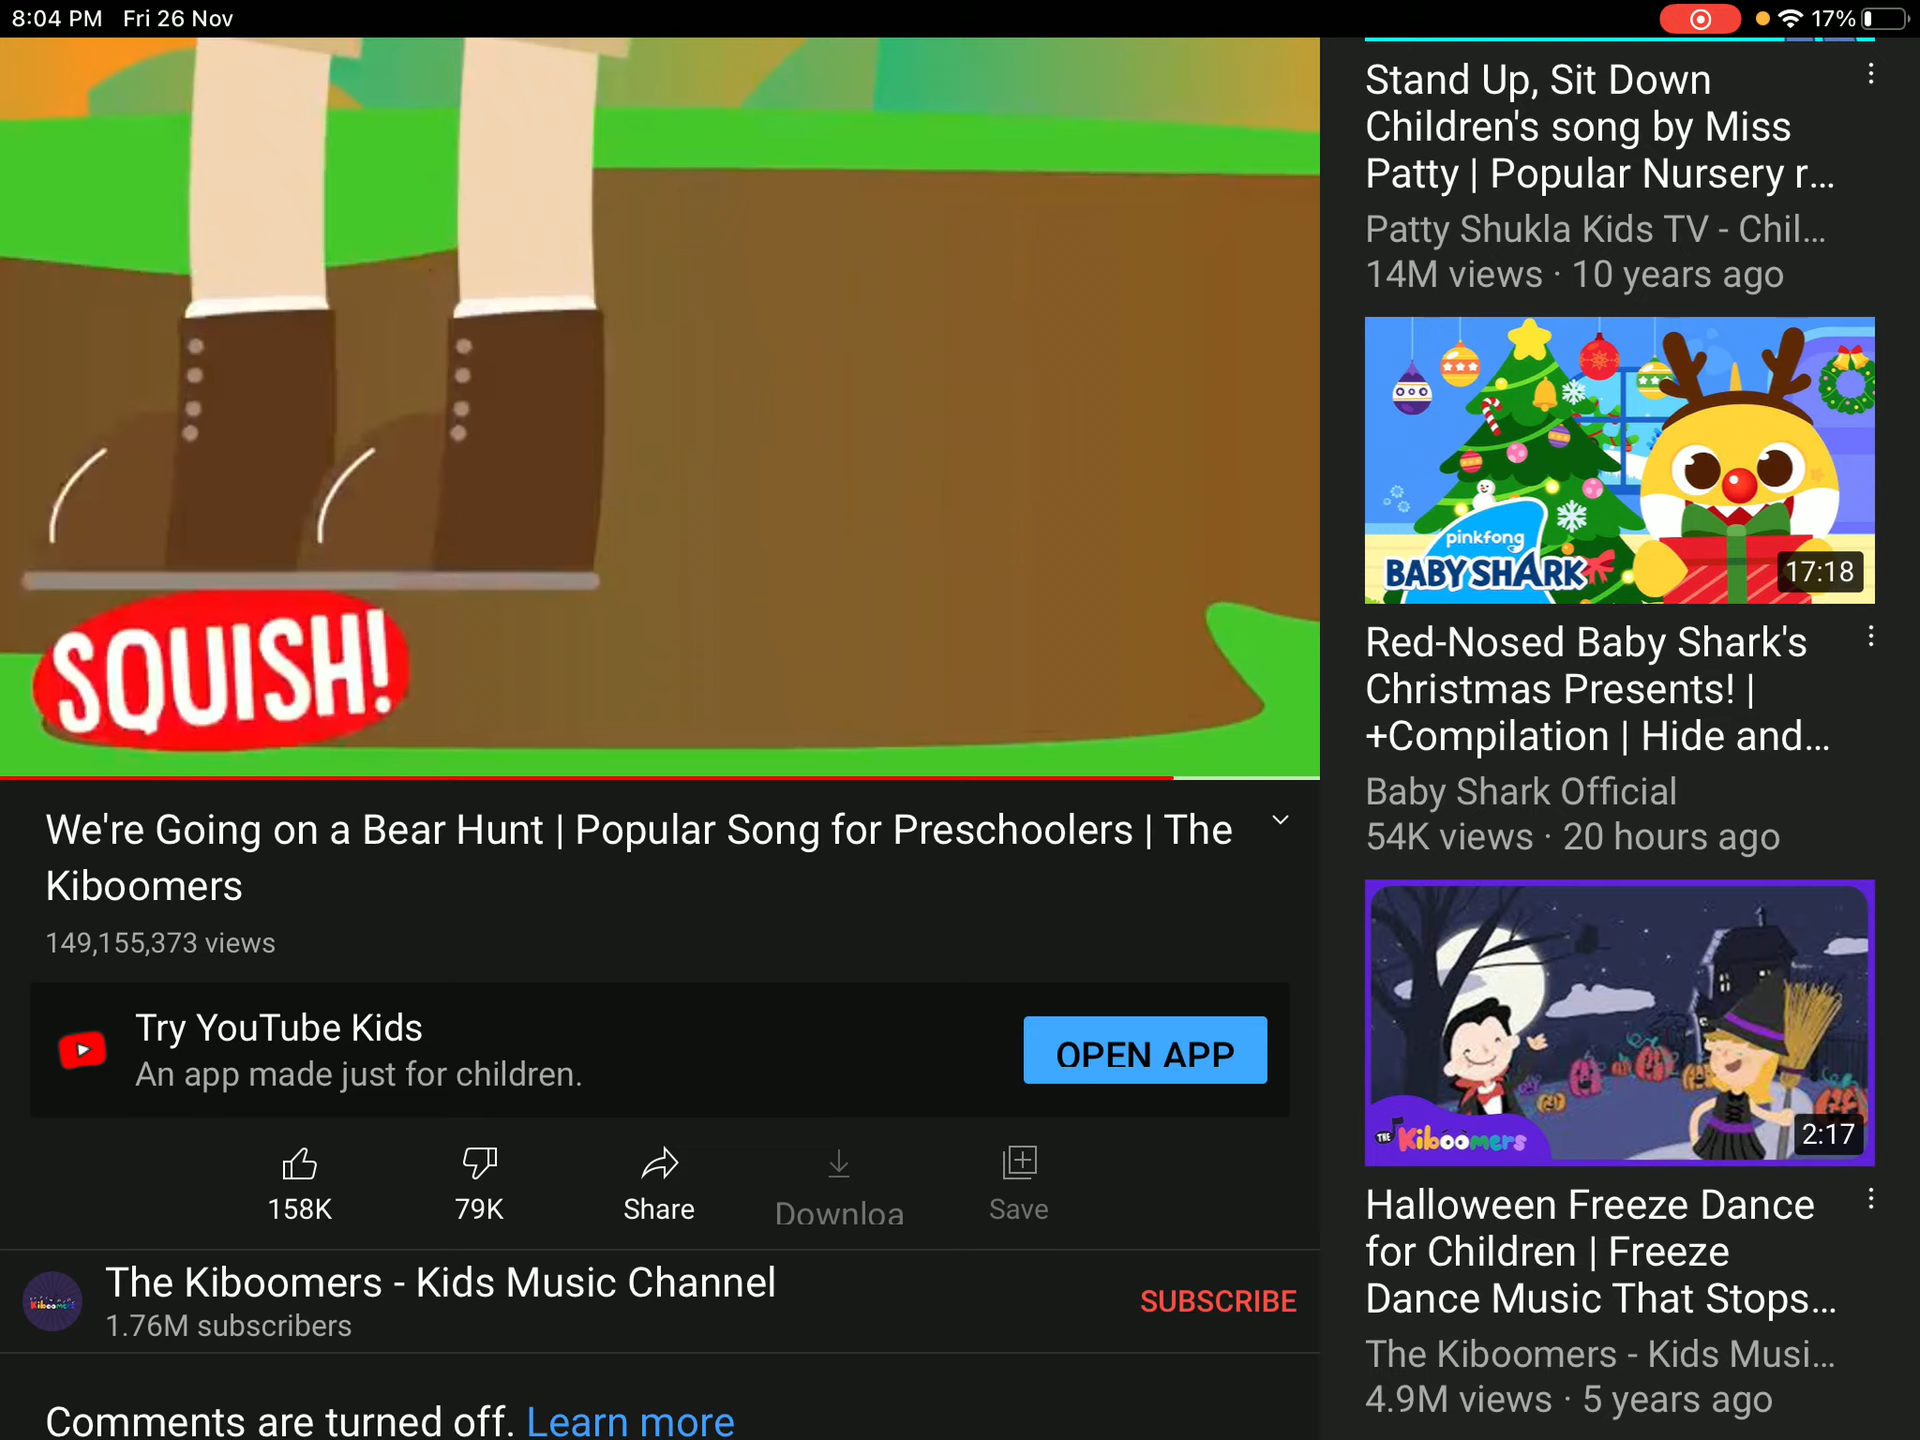 8:04 PM Fri 26 Nov
17%
SQUISH!
We're Going on a Bear Hunt | Popular Song for Preschoolers | The
Kiboomers
149,155,373 views
Try YouTube Kids
An app made just for children.
OPEN APP
158K
79K
Share
Downloa
Save
The Kiboomers - Kids Music Channel
1.76M subscribers
SUBSCRIBE
Comments are turned off. Learn more
Stand Up, Sit Down
Children's song by Miss
Patty | Popular Nursery r...
Patty Shukla Kids TV - Chil...
14M views · 10 years ago
pinkfong
BABY SHARK
17:18
Red-Nosed Baby Shark's
Christmas Presents! |
+Compilation | Hide and...
Baby Shark Official
54K views · 20 hours ago
THE Kiboomers
2:17
Halloween Freeze Dance
for Children | Freeze
Dance Music That Stops...
The Kiboomers - Kids Musi...
4.9M views · 5 years ago